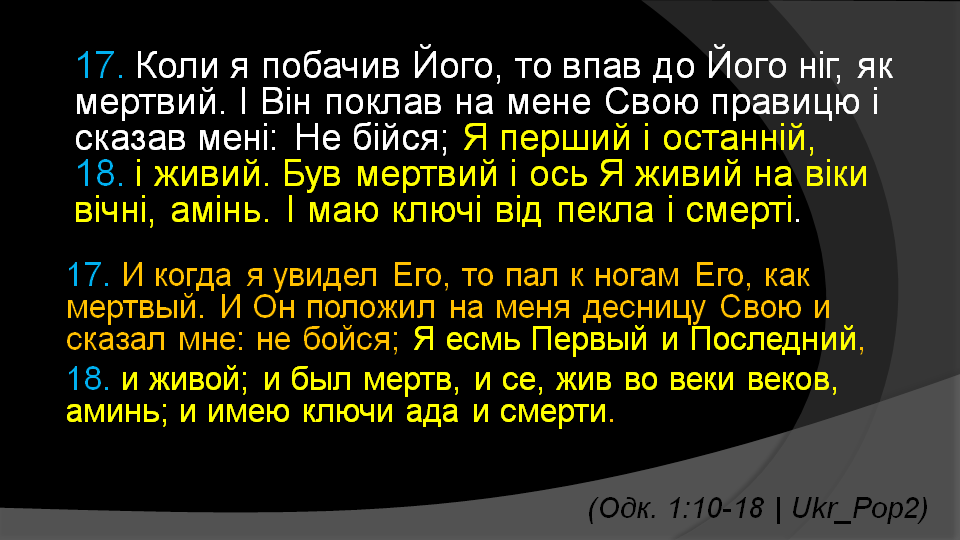 17. Коли я побачив Його, то впав до Його ніг, як
мертвий. І Він поклав на мене Свою правицю і
сказав мені: Не бійся; Я перший і останній,
18. і живий. Був мертвий і ось Я живий на віки
вічні, амінь. І маю ключі від пекла і смерті.
17. И когда я увидел Его, то пал к ногам Его, как
мертвый. И Он положил на меня десницу Свою и
сказал мне: не бойся; Я есмь Первый и Последний,
18. и живой; и был мертв, и се, жив во веки веков,
аминь; и имею ключи ада и смерти.
(Одк. 1:10-18 | Ukr_Pop2)